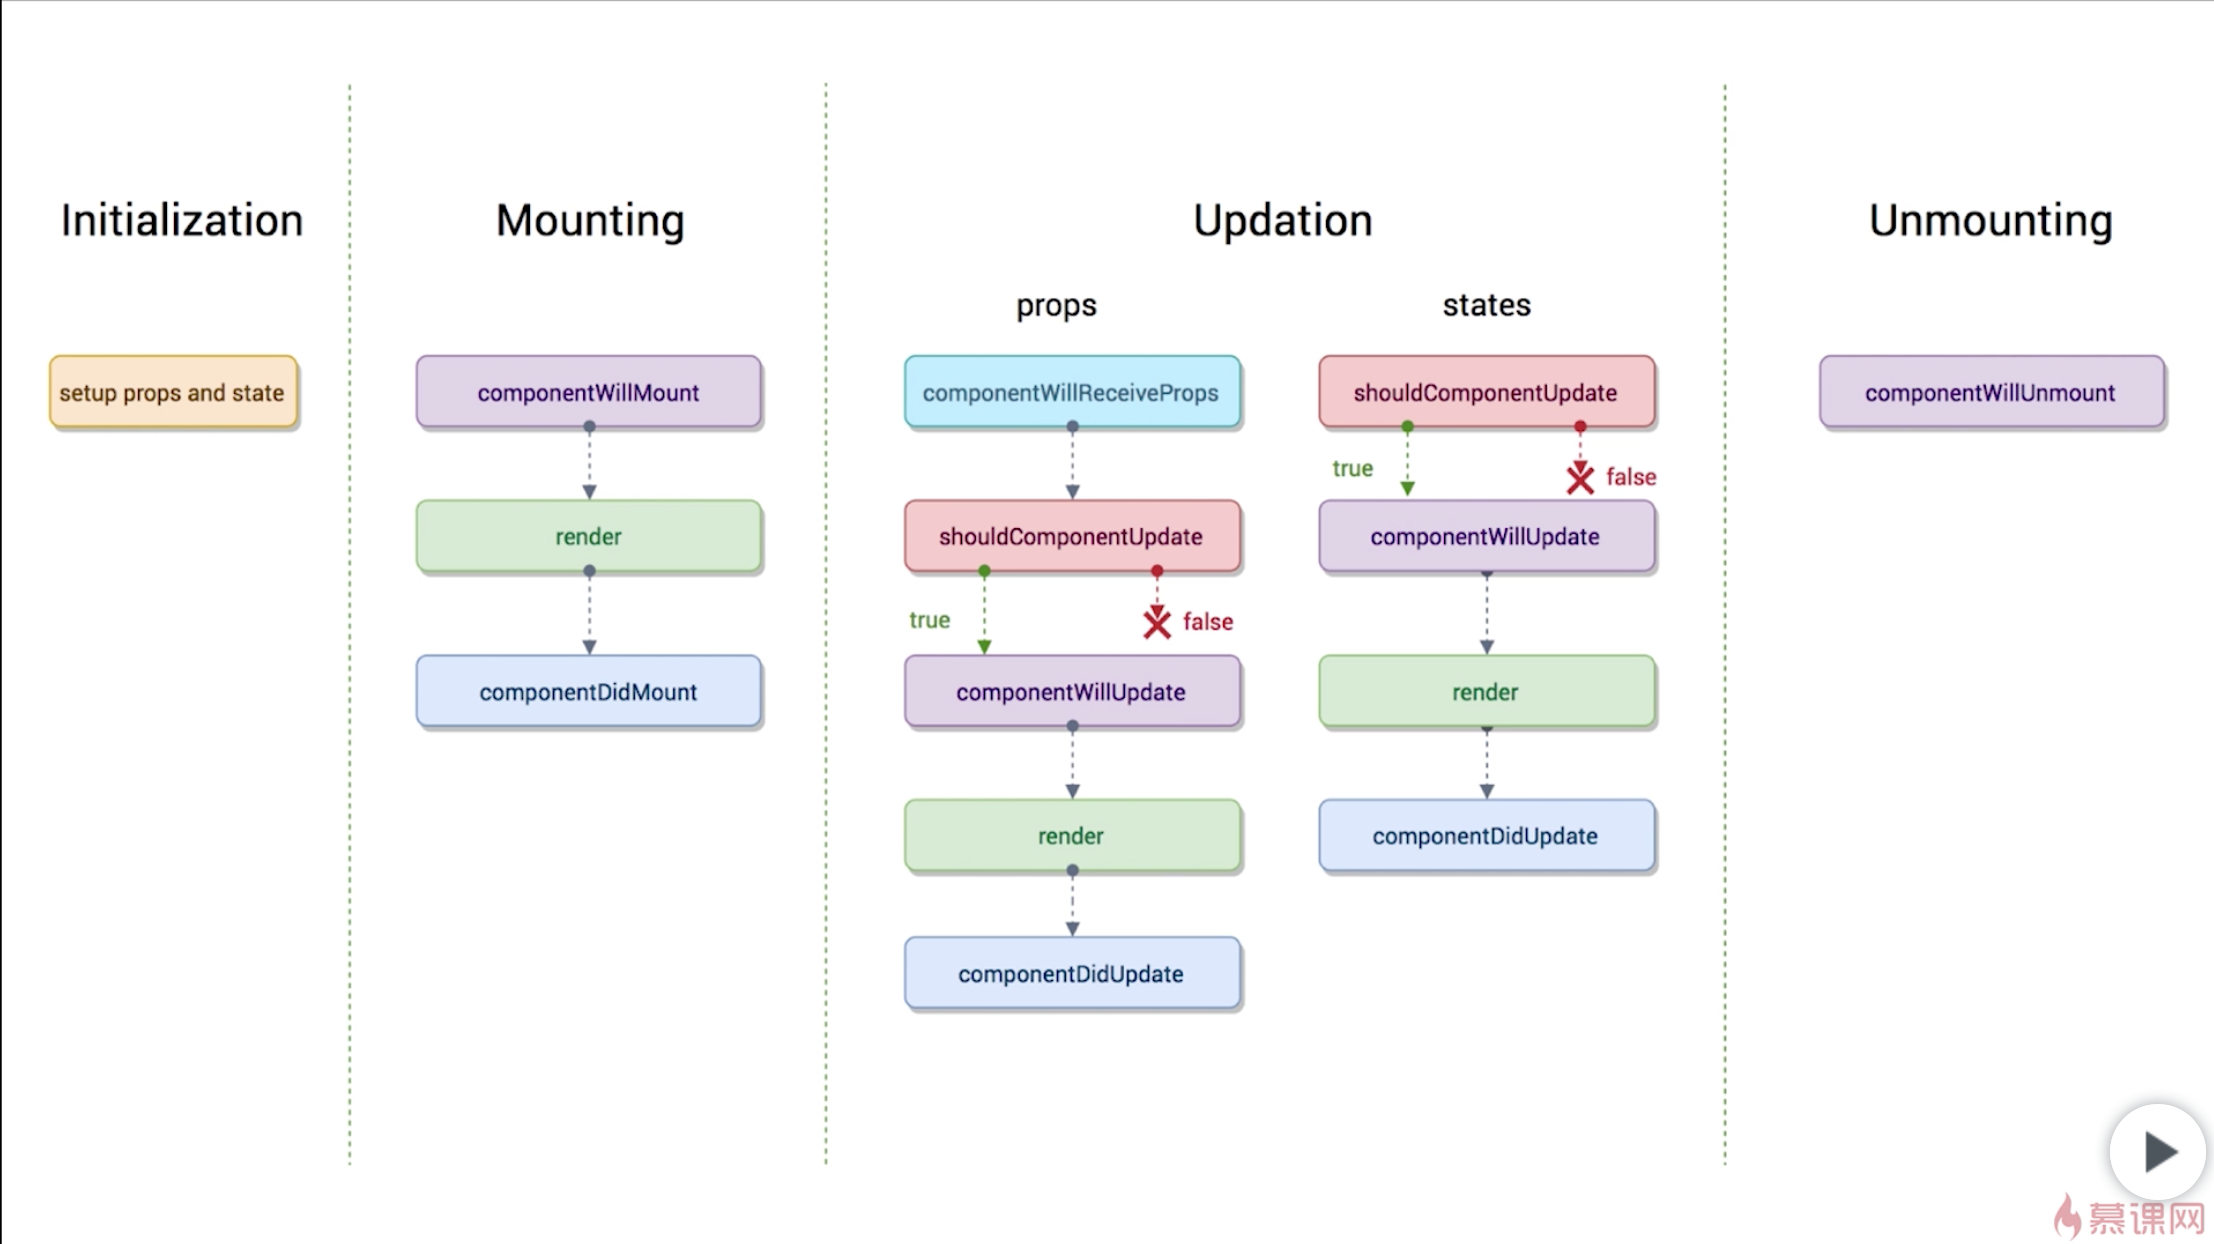 Initialization
Mounting
Updation
Unmounting
props
states
setup props and state
componentWillMount
render
componentDidMount
componentWillReceiveProps
shouldComponentUpdate
true
false
componentWillUpdate
render
componentDidUpdate
shouldComponentUpdate
true
false
componentWillUpdate
render
componentDidUpdate
componentWillUnmount
慕课网